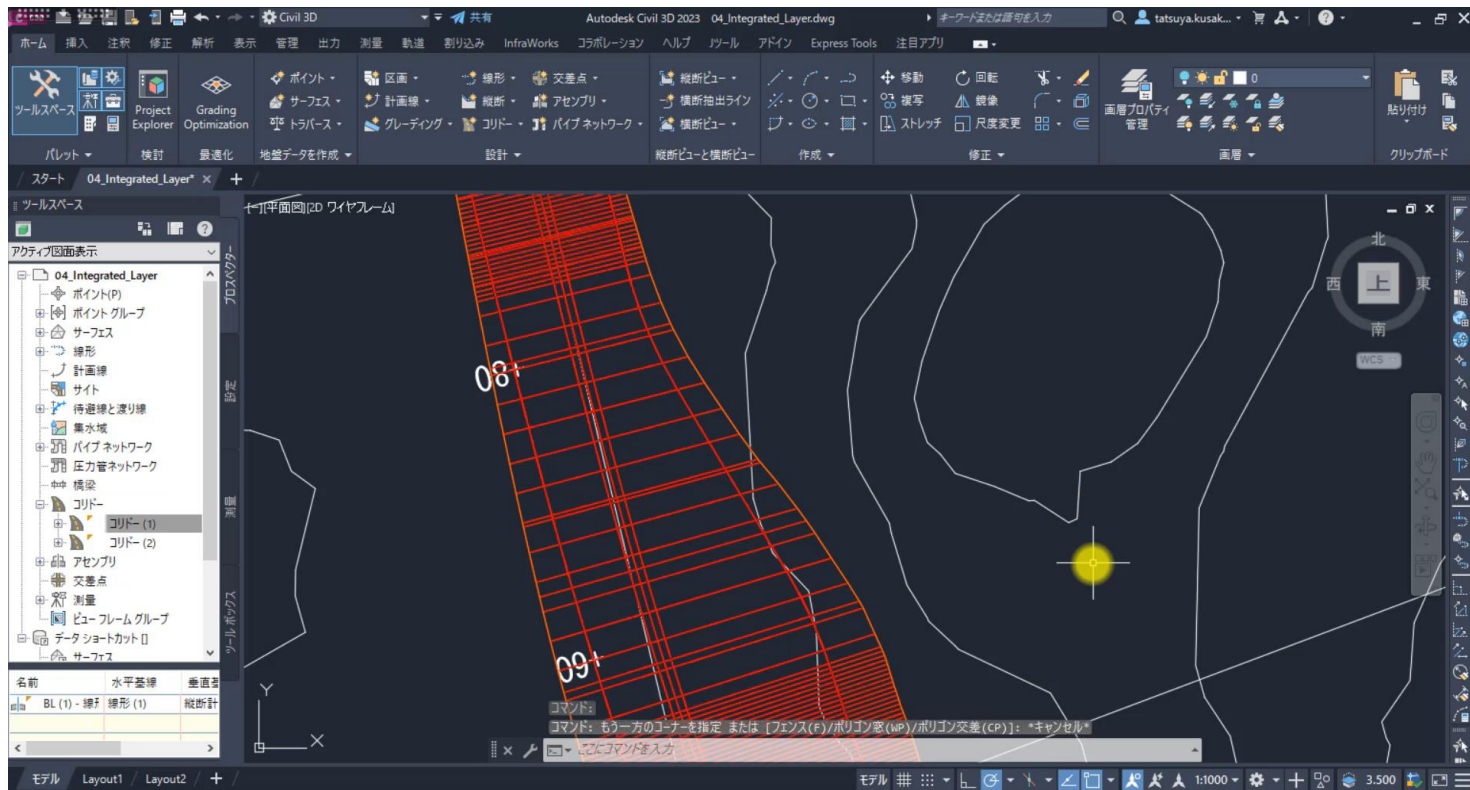 Civil 3D
共有
Autodesk Civil 3D 2023 04_Integrated_Layer.dwg
キーワードまたは語句を入力
tatsuya.kusak...
ホーム 挿入 注釈 修正 解析 表示 管理 出力 測量 軌道 割り込み InfraWorks コラボレーション ヘルプ Jツール アドイン Express Tools 注目アプリ
ツールスペース
Project Explorer
Grading Optimization
ポイント
サーフェス
トラバース
区画
計画線
グレーディング
線形
縦断
コリドー
交差点
アセンブリ
パイプ ネットワーク
縦断ビュー
横断抽出ライン
横断ビュー
移動
複写
ストレッチ
回転
鏡像
尺度変更
画層プロパティ管理
0
貼り付け
パレット 検討 最適化 地盤データを作成 設計 縦断ビューと横断ビュー 作成 修正 画層 クリップボード
スタート 04_Integrated_Layer*
ツールスペース
アクティブ図面表示
04_Integrated_Layer
ポイント(P)
ポイント グループ
サーフェス
線形
計画線
サイト
待避線と渡り線
集水域
パイプ ネットワーク
圧力管ネットワーク
橋梁
コリドー
コリドー (1)
コリドー (2)
アセンブリ
交差点
測量
ビュー フレーム グループ
データ ショートカット []
サーフェス
プロスペクター
設定
測量
ツール ボックス
名前 水平基線
BL (1) - 線形 線形 (1) 縦断計
[-][平面図][2D ワイヤフレーム]
北
西 上 東
南
WCS
08+
09+
Y
X
コマンド:
コマンド: もう一方のコーナーを指定 または [フェンス(F)/ポリゴン窓(WP)/ポリゴン交差(CP)]: *キャンセル*
ここにコマンドを入力
モデル Layout1 Layout2
モデル 1:1000 3.500